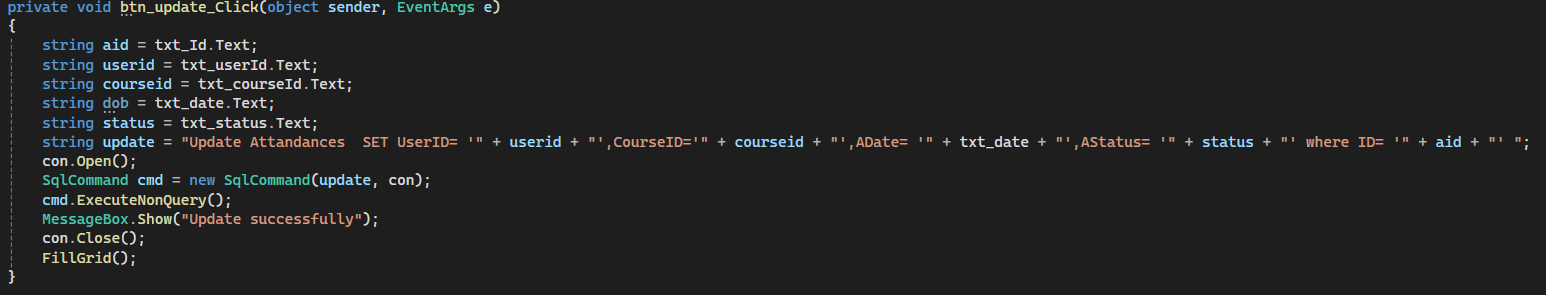 private void btn_update_Click(object sender, EventArgs e)
{
    string aid = txt_Id.Text;
    string userid = txt_userId.Text;
    string courseid = txt_courseId.Text;
    string dob = txt_date.Text;
    string status = txt_status.Text;
    string update = "Update Attandances  SET UserID= '" + userid + "',CourseID='" + courseid + "',ADate= '" + txt_date + "',AStatus= '" + status + "' where ID= '" + aid + "' ";
    con.Open();
    SqlCommand cmd = new SqlCommand(update, con);
    cmd.ExecuteNonQuery();
    MessageBox.Show("Update successfully");
    con.Close();
    FillGrid();
}